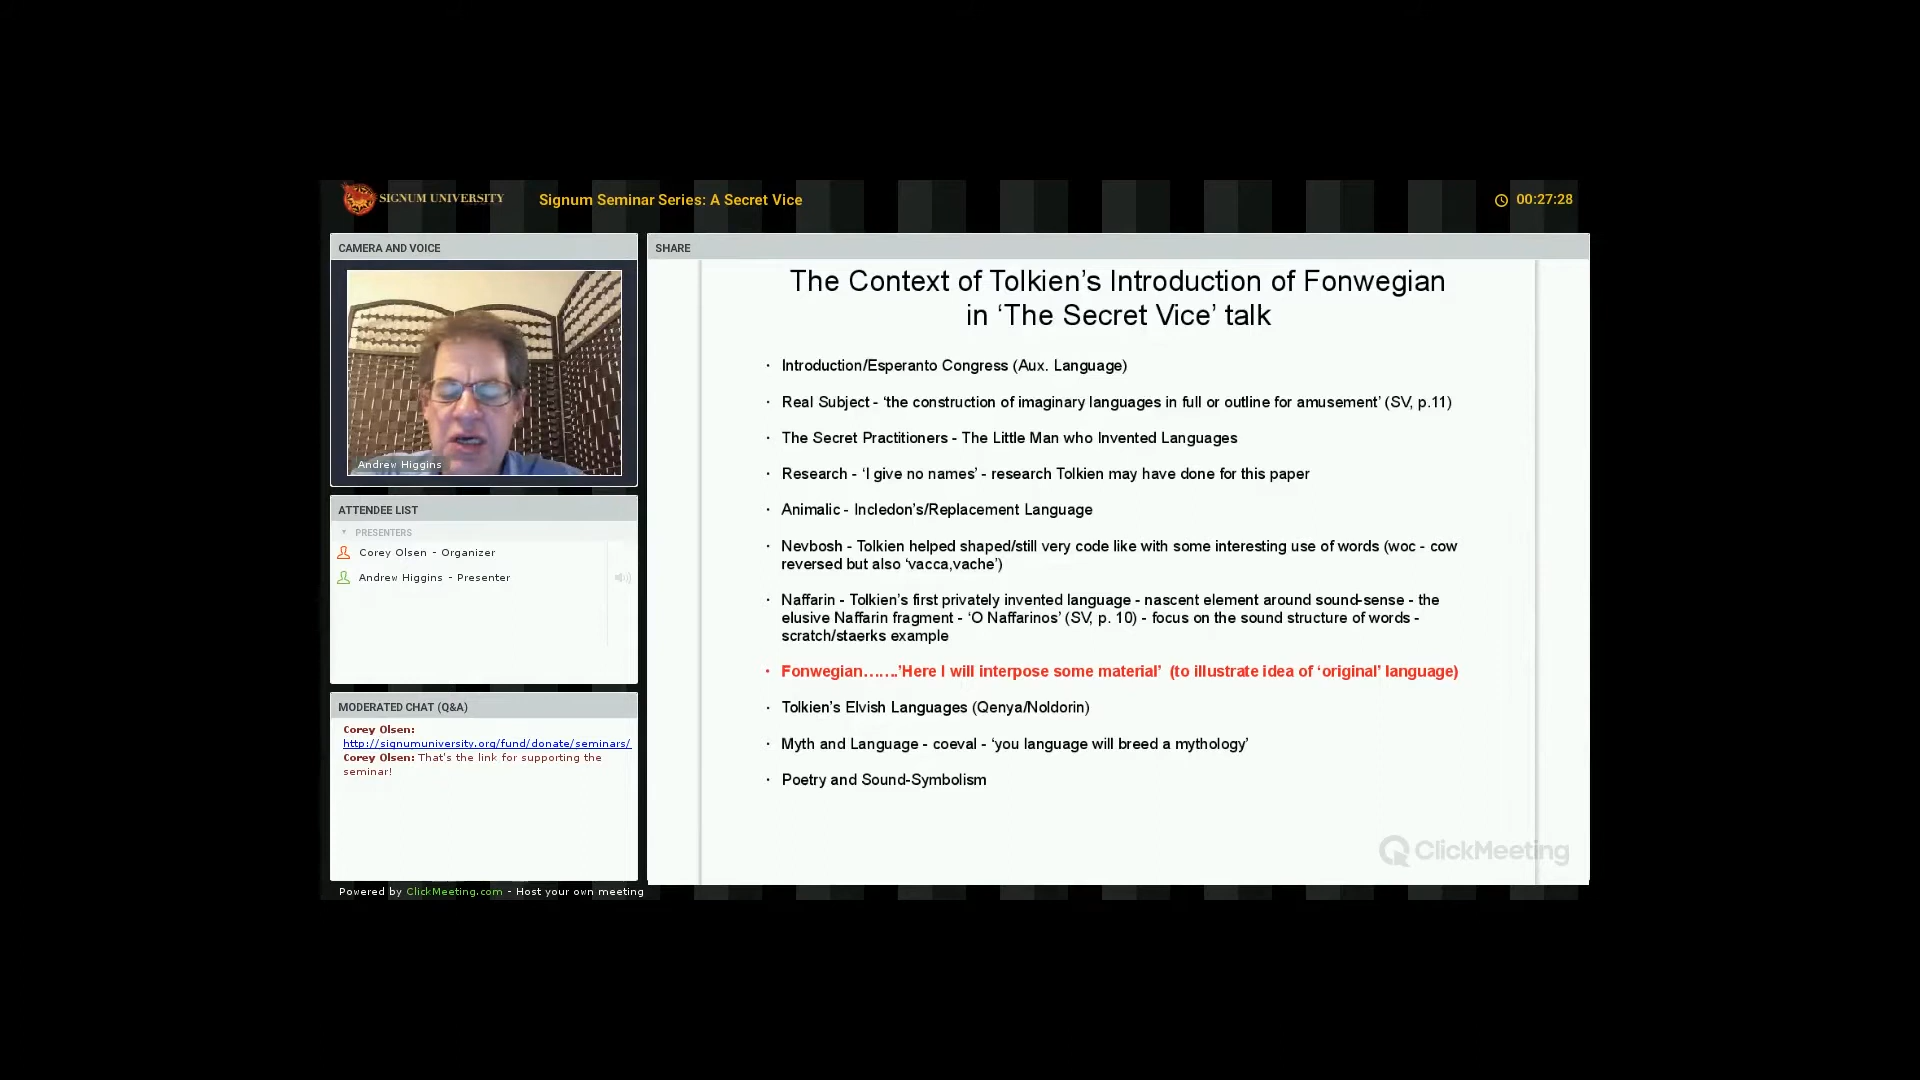 SIGNUM UNIVERSITY
Signum Seminar Series: A Secret Vice
00:27:28
CAMERA AND VOICE
Andrew Higgins
ATTENDEE LIST
PRESENTERS
Corey Olsen - Organizer
Andrew Higgins - Presenter
MODERATED CHAT (Q&A)
Corey Olsen:
http://signumuniversity.org/fund/donate/seminars/
Corey Olsen: That's the link for supporting the
seminar!
Powered by ClickMeeting.com - Host your own meeting
SHARE
The Context of Tolkien’s Introduction of Fonwegian
in ‘The Secret Vice’ talk
· Introduction/Esperanto Congress (Aux. Language)
· Real Subject - ‘the construction of imaginary languages in full or outline for amusement’ (SV, p.11)
· The Secret Practitioners - The Little Man who Invented Languages
· Research - ‘I give no names’ - research Tolkien may have done for this paper
· Animalic - Incledon’s/Replacement Language
· Nevbosh - Tolkien helped shaped/still very code like with some interesting use of words (woc - cow
reversed but also ‘vacca,vache’)
· Naffarin - Tolkien’s first privately invented language - nascent element around sound-sense - the
elusive Naffarin fragment - ‘O Naffarinos’ (SV, p. 10) - focus on the sound structure of words -
scratch/staerks example
· Fonwegian…….’Here I will interpose some material’ (to illustrate idea of ‘original’ language)
· Tolkien’s Elvish Languages (Qenya/Noldorin)
· Myth and Language - coeval - ‘you language will breed a mythology’
· Poetry and Sound-Symbolism
ClickMeeting